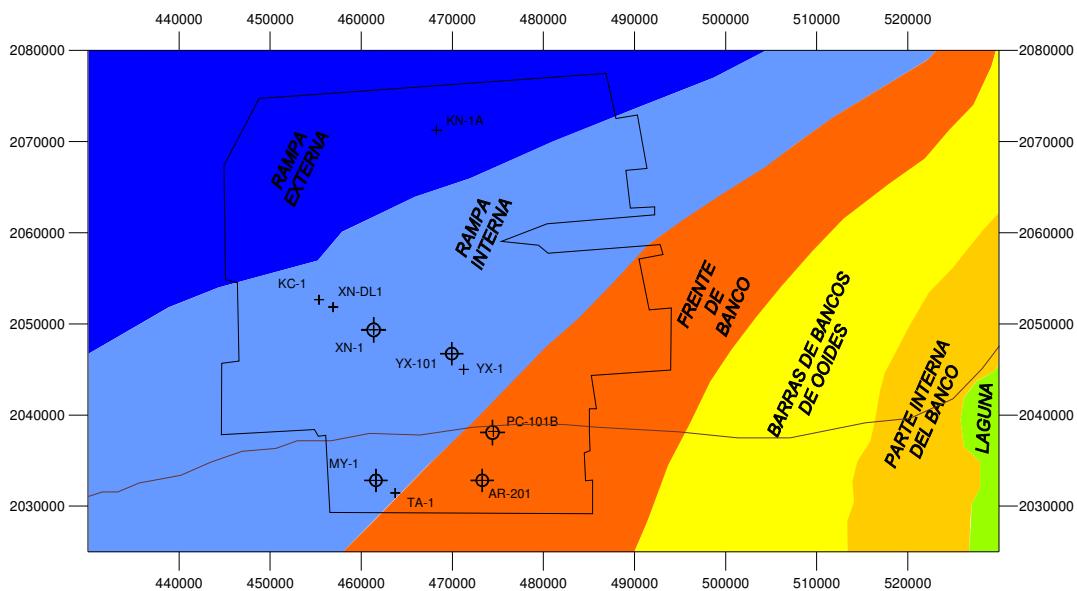 440000 450000 460000 470000 480000 490000 500000 510000 520000
2080000 2080000
KN-1A
2070000 2070000
RAMPA
EXTERNA
RAMPA
INTERNA
2060000 2060000
KC-1
XN-DL1
FRENTE
DE
BANCO
2050000 2050000
XN-1
YX-101
YX-1
BARRAS DE BANCOS
DE OOIDES
PARTE INTERNA
DEL BANCO
LAGUNA
2040000 2040000
PC-101B
MY-1
TA-1
AR-201
2030000 2030000
440000 450000 460000 470000 480000 490000 500000 510000 520000